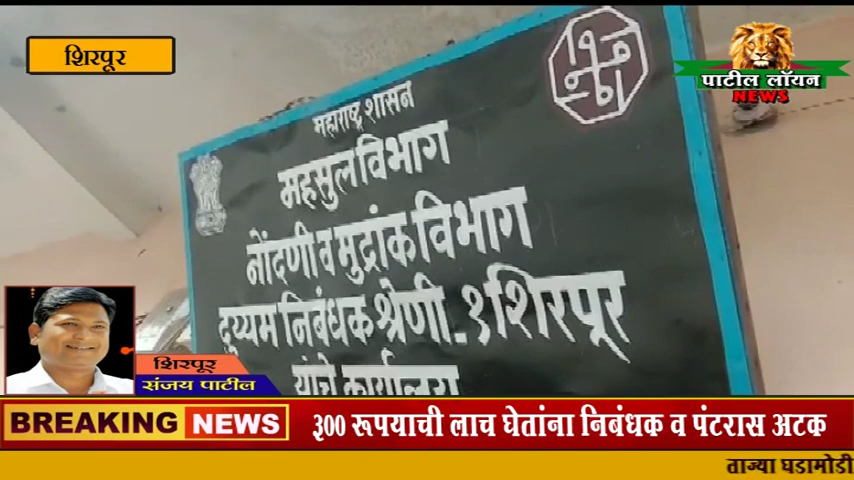 शिरपूर
पाटील लॉयन
NEWS
महाराष्ट्र शासन
महसुल विभाग
नोंदणी व मुद्रांक विभाग
दुय्यम निबंधक श्रेणी-१ शिरपूर
यांचे कार्यालय
शिरपूर
संजय पाटील
BREAKING NEWS
३०० रूपयाची लाच घेतांना निबंधक व पंटरास अटक
ताज्या घडामोडी